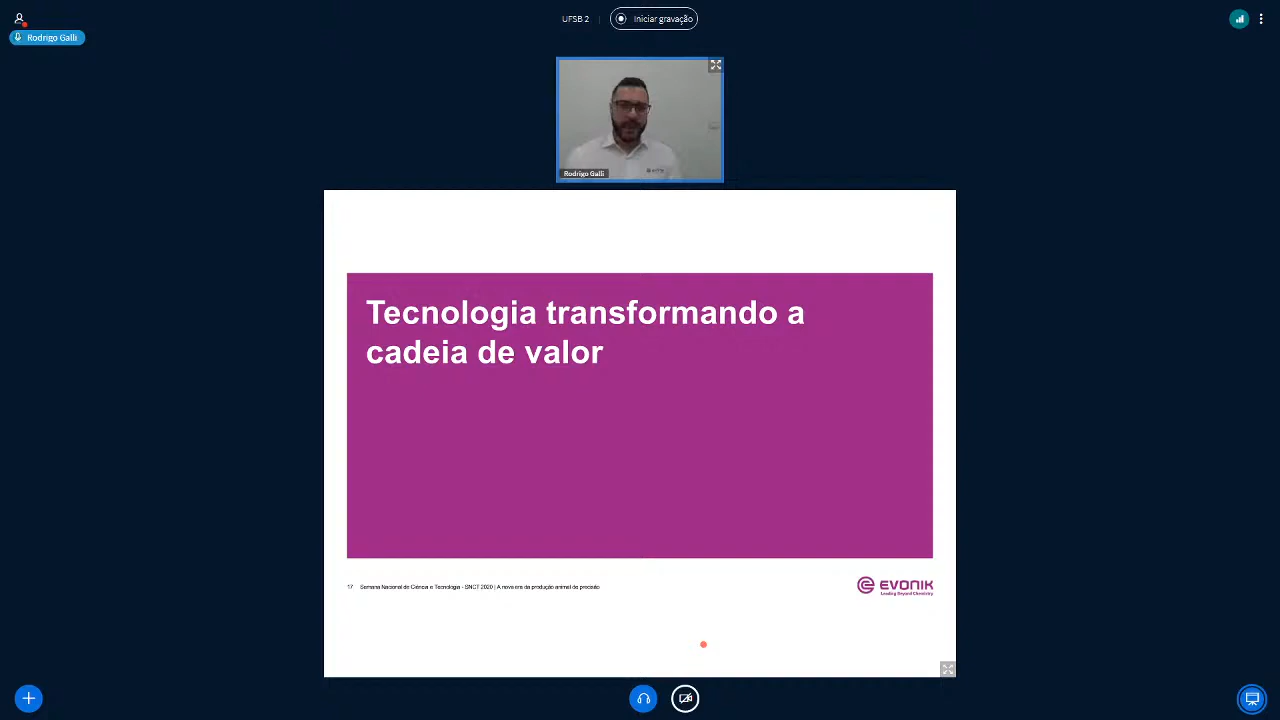 UFSB 2
Iniciar gravação
Rodrigo Galli
Rodrigo Galli
Tecnologia transformando a
cadeia de valor
17 Semana Nacional de Ciência e Tecnologia - SNCT 2020 | A nova era da produção animal da precisão
EVONIK
Leading Beyond Chemistry